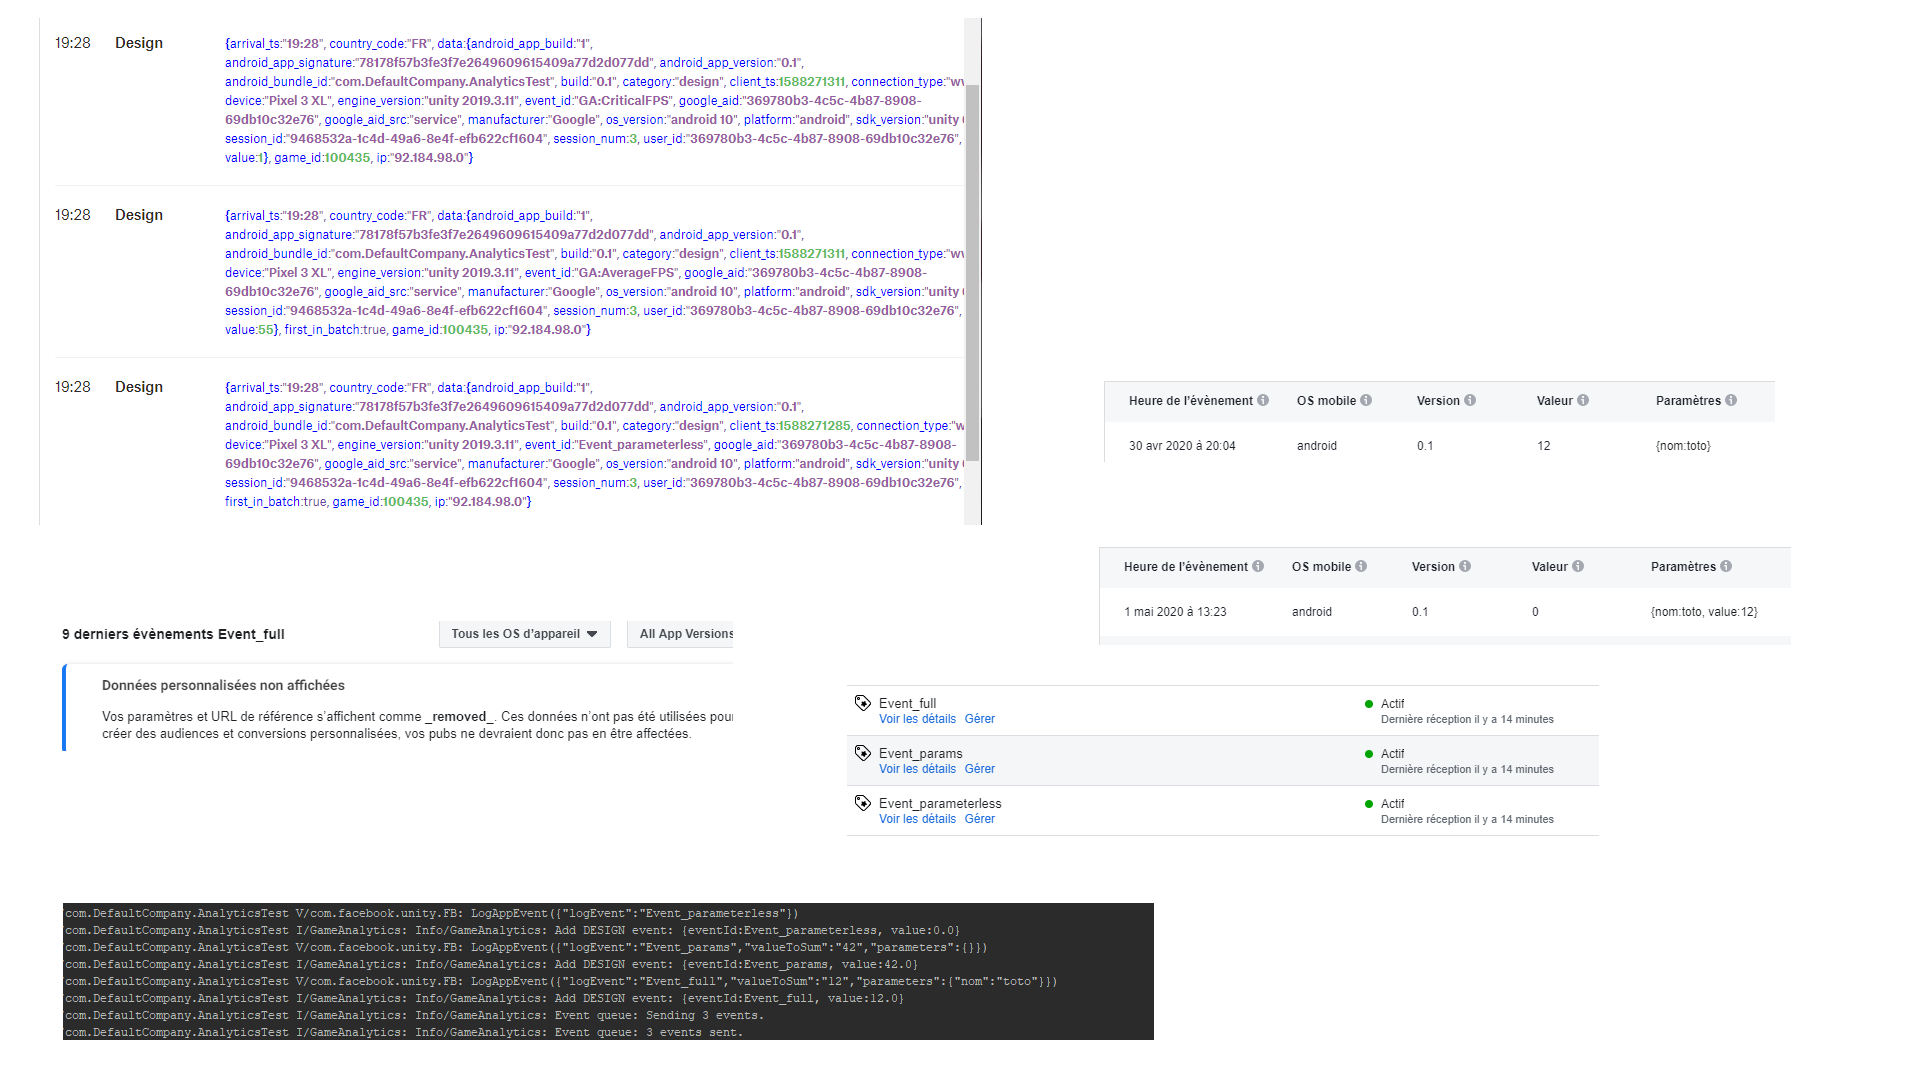 19:28 Design {arrival_ts:"19:28", country_code:"FR", data:{android_app_build:"1",
android_app_signature:"78178f57b3fe3f7e2649609615409a77d2d077dd", android_app_version:"0.1",
android_bundle_id:"com.DefaultCompany.AnalyticsTest", build:"0.1", category:"design", client_ts:1588271311, connection_type:"
device:"Pixel 3 XL", engine_version:"unity 2019.3.11", event_id:"GA:CriticalFPS", google_aid:"369780b3-4c5c-4b87-8908-
69db10c32e76", google_aid_src:"service", manufacturer:"Google", os_version:"android 10", platform:"android", sdk_version:"unity
session_id:"9468532a-1c4d-49a6-8e4f-efb622cf1604", session_num:3, user_id:"369780b3-4c5c-4b87-8908-69db10c32e76",
value:1}, game_id:100435, ip:"92.184.98.0"}
19:28 Design {arrival_ts:"19:28", country_code:"FR", data:{android_app_build:"1",
android_app_signature:"78178f57b3fe3f7e2649609615409a77d2d077dd", android_app_version:"0.1",
android_bundle_id:"com.DefaultCompany.AnalyticsTest", build:"0.1", category:"design", client_ts:1588271311, connection_type:"
device:"Pixel 3 XL", engine_version:"unity 2019.3.11", event_id:"GA:AverageFPS", google_aid:"369780b3-4c5c-4b87-8908-
69db10c32e76", google_aid_src:"service", manufacturer:"Google", os_version:"android 10", platform:"android", sdk_version:"unity
session_id:"9468532a-1c4d-49a6-8e4f-efb622cf1604", session_num:3, user_id:"369780b3-4c5c-4b87-8908-69db10c32e76",
value:55}, first_in_batch:true, game_id:100435, ip:"92.184.98.0"}
19:28 Design {arrival_ts:"19:28", country_code:"FR", data:{android_app_build:"1",
android_app_signature:"78178f57b3fe3f7e2649609615409a77d2d077dd", android_app_version:"0.1",
android_bundle_id:"com.DefaultCompany.AnalyticsTest", build:"0.1", category:"design", client_ts:1588271285, connection_type:"
device:"Pixel 3 XL", engine_version:"unity 2019.3.11", event_id:"Event_parameterless", google_aid:"369780b3-4c5c-4b87-8908-
69db10c32e76", google_aid_src:"service", manufacturer:"Google", os_version:"android 10", platform:"android", sdk_version:"unity
session_id:"9468532a-1c4d-49a6-8e4f-efb622cf1604", session_num:3, user_id:"369780b3-4c5c-4b87-8908-69db10c32e76",
first_in_batch:true, game_id:100435, ip:"92.184.98.0"}
Heure de l'évènement OS mobile Version Valeur Paramètres
30 avr 2020 à 20:04 android 0.1 12 {nom:toto}
Heure de l'évènement OS mobile Version Valeur Paramètres
1 mai 2020 à 13:23 android 0.1 0 {nom:toto, value:12}
9 derniers évènements Event_full Tous les OS d'appareil All App Versions
Données personnalisées non affichées
Vos paramètres et URL de référence s'affichent comme _removed_. Ces données n'ont pas été utilisées pour
créer des audiences et conversions personnalisées, vos pubs ne devraient donc pas en être affectées.
Event_full Actif
Voir les détails Gérer Dernière réception il y a 14 minutes
Event_params Actif
Voir les détails Gérer Dernière réception il y a 14 minutes
Event_parameterless Actif
Voir les détails Gérer Dernière réception il y a 14 minutes
com.DefaultCompany.AnalyticsTest V/com.facebook.unity.FB: LogAppEvent({"logEvent":"Event_parameterless"})
com.DefaultCompany.AnalyticsTest I/GameAnalytics: Info/GameAnalytics: Add DESIGN event: {eventId:Event_parameterless, value:0.0}
com.DefaultCompany.AnalyticsTest V/com.facebook.unity.FB: LogAppEvent({"logEvent":"Event_params","valueToSum":"42","parameters":{}})
com.DefaultCompany.AnalyticsTest I/GameAnalytics: Info/GameAnalytics: Add DESIGN event: {eventId:Event_params, value:42.0}
com.DefaultCompany.AnalyticsTest V/com.facebook.unity.FB: LogAppEvent({"logEvent":"Event_full","valueToSum":"12","parameters":{"nom":"toto"}})
com.DefaultCompany.AnalyticsTest I/GameAnalytics: Info/GameAnalytics: Add DESIGN event: {eventId:Event_full, value:12.0}
com.DefaultCompany.AnalyticsTest I/GameAnalytics: Info/GameAnalytics: Event queue: Sending 3 events.
com.DefaultCompany.AnalyticsTest I/GameAnalytics: Info/GameAnalytics: Event queue: 3 events sent.